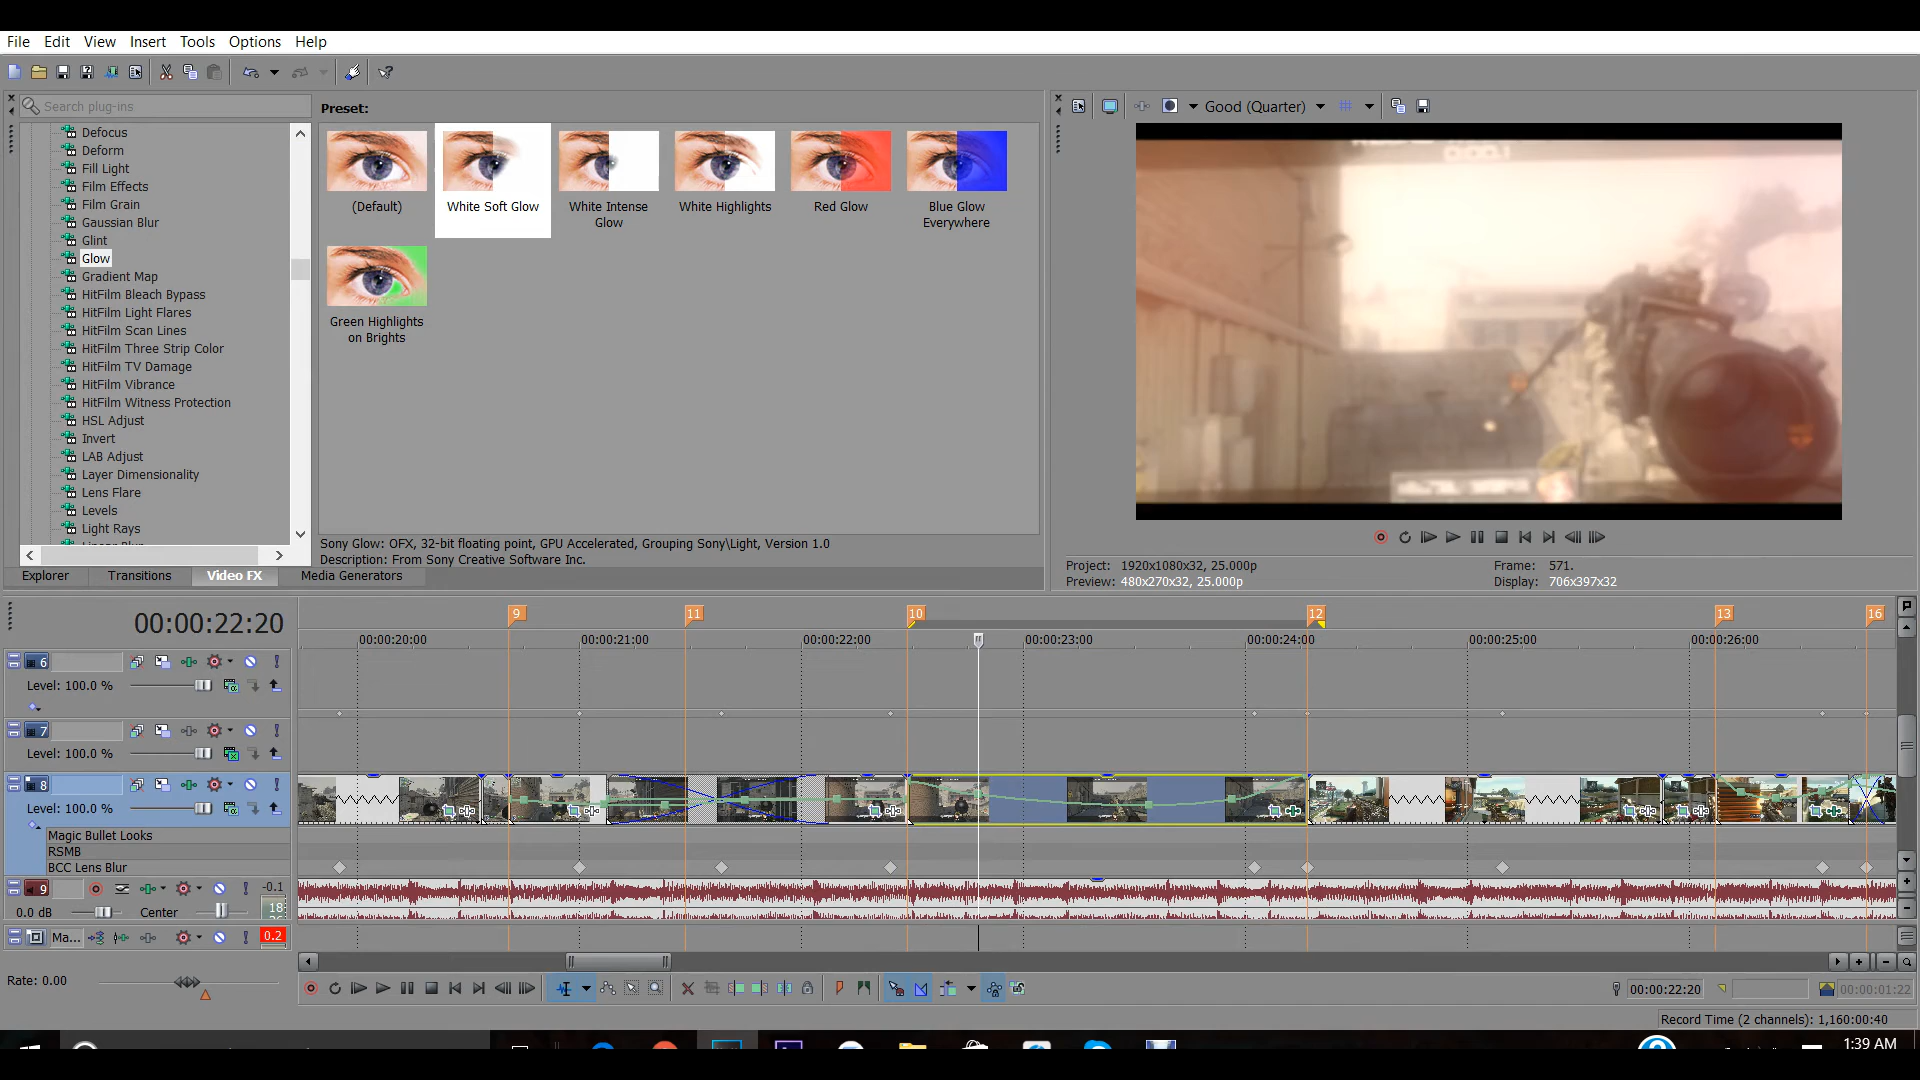 File Edit View Insert Tools Options Help
Search plug-ins
Defocus
Deform
Fill Light
Film Effects
Film Grain
Gaussian Blur
Glint
Glow
Gradient Map
HitFilm Bleach Bypass
HitFilm Light Flares
HitFilm Scan Lines
HitFilm Three Strip Color
HitFilm TV Damage
HitFilm Vibrance
HitFilm Witness Protection
HSL Adjust
Invert
LAB Adjust
Layer Dimensionality
Lens Flare
Levels
Light Rays
Explorer Transitions Video FX Media Generators
Preset:
(Default)
White Soft Glow
White Intense Glow
White Highlights
Red Glow
Blue Glow Everywhere
Green Highlights on Brights
Sony Glow: OFX, 32-bit floating point, GPU Accelerated, Grouping Sony\Light, Version 1.0
Description: From Sony Creative Software Inc.
Good (Quarter)
Project: 1920x1080x32, 25.000p
Frame: 571.
Preview: 480x270x32, 25.000p
Display: 706x397x32
00:00:22:20
9 11 10 12 13 16
00:00:20:00 00:00:21:00 00:00:22:00 00:00:23:00 00:00:24:00 00:00:25:00 00:00:26:00
6
Level: 100.0 %
7
Level: 100.0 %
8
Level: 100.0 %
Magic Bullet Looks
RSMB
BCC Lens Blur
9 -0.1
0.0 dB Center 18
Ma... 0.2
Rate: 0.00
00:00:22:20 00:00:01:22
Record Time (2 channels): 1,160:00:40
1:39 AM